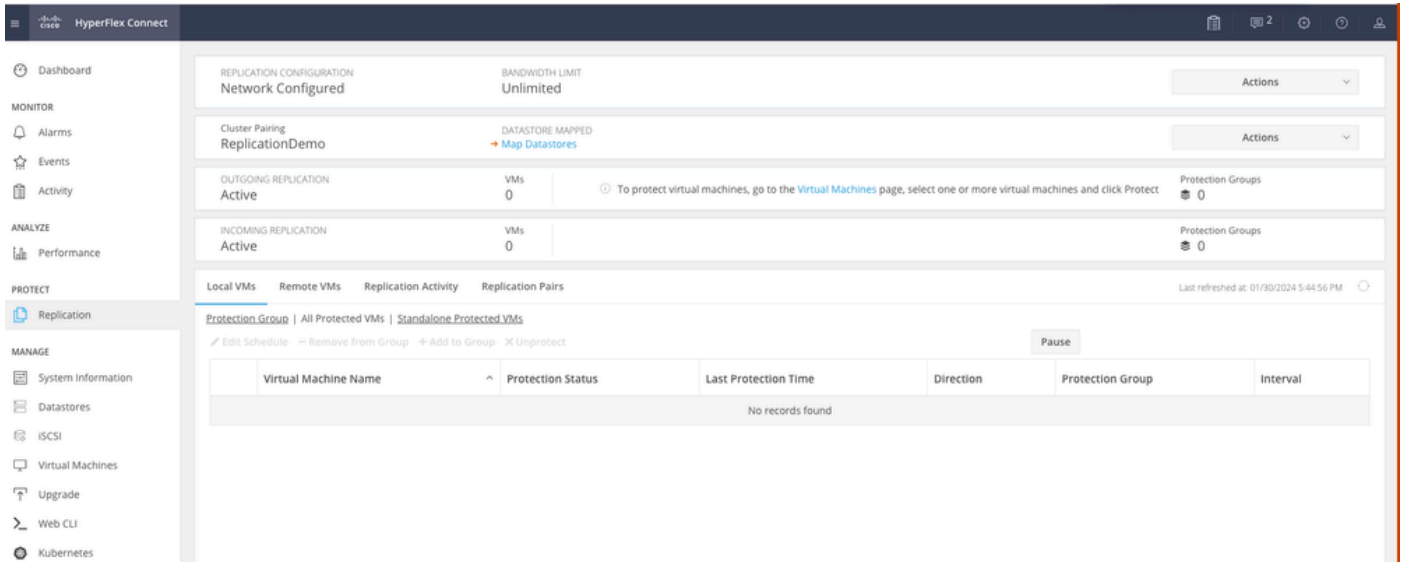 cisco HyperFlex Connect 2
Dashboard
MONITOR
Alarms
Events
Activity
ANALYZE
Performance
PROTECT
Replication
MANAGE
System Information
Datastores
iSCSI
Virtual Machines
Upgrade
Web CLI
Kubernetes
REPLICATION CONFIGURATION BANDWIDTH LIMIT
Network Configured Unlimited Actions
Cluster Pairing DATASTORE MAPPED
ReplicationDemo Map Datastores Actions
OUTGOING REPLICATION VMs Protection Groups
Active 0 To protect virtual machines, go to the Virtual Machines page, select one or more virtual machines and click Protect 0
INCOMING REPLICATION VMs Protection Groups
Active 0 0
Local VMs Remote VMs Replication Activity Replication Pairs Last refreshed at: 01/30/2024 5:44:56 PM
Protection Group | All Protected VMs | Standalone Protected VMs
Edit Schedule Remove from Group + Add to Group X Unprotect Pause
Virtual Machine Name Protection Status Last Protection Time Direction Protection Group Interval
No records found